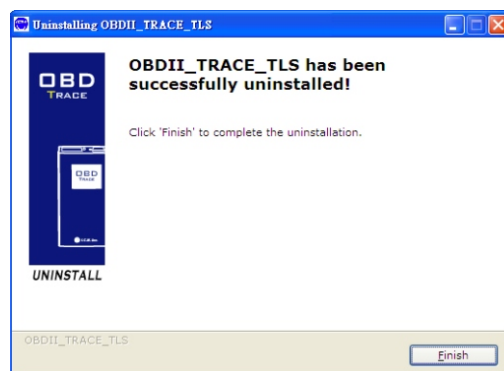 Uninstalling OBDII_TRACE_TLS
OBD
TRACE
OBDII_TRACE_TLS has been
successfully uninstalled!
Click 'Finish' to complete the uninstallation.
OBD
TRACE
UNINSTALL
OBDII_TRACE_TLS
Finish